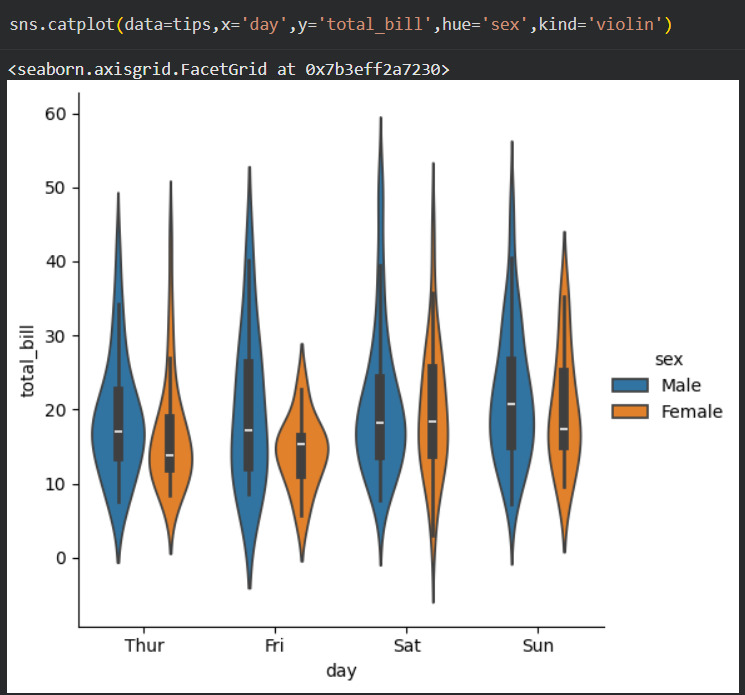 sns.catplot(data=tips,x='day',y='total_bill',hue='sex',kind='violin')
<seaborn.axisgrid.FacetGrid at 0x7b3eff2a7230>
60
50
40
30
20
10
0
total_bill
Thur Fri Sat Sun
day
sex
Male
Female